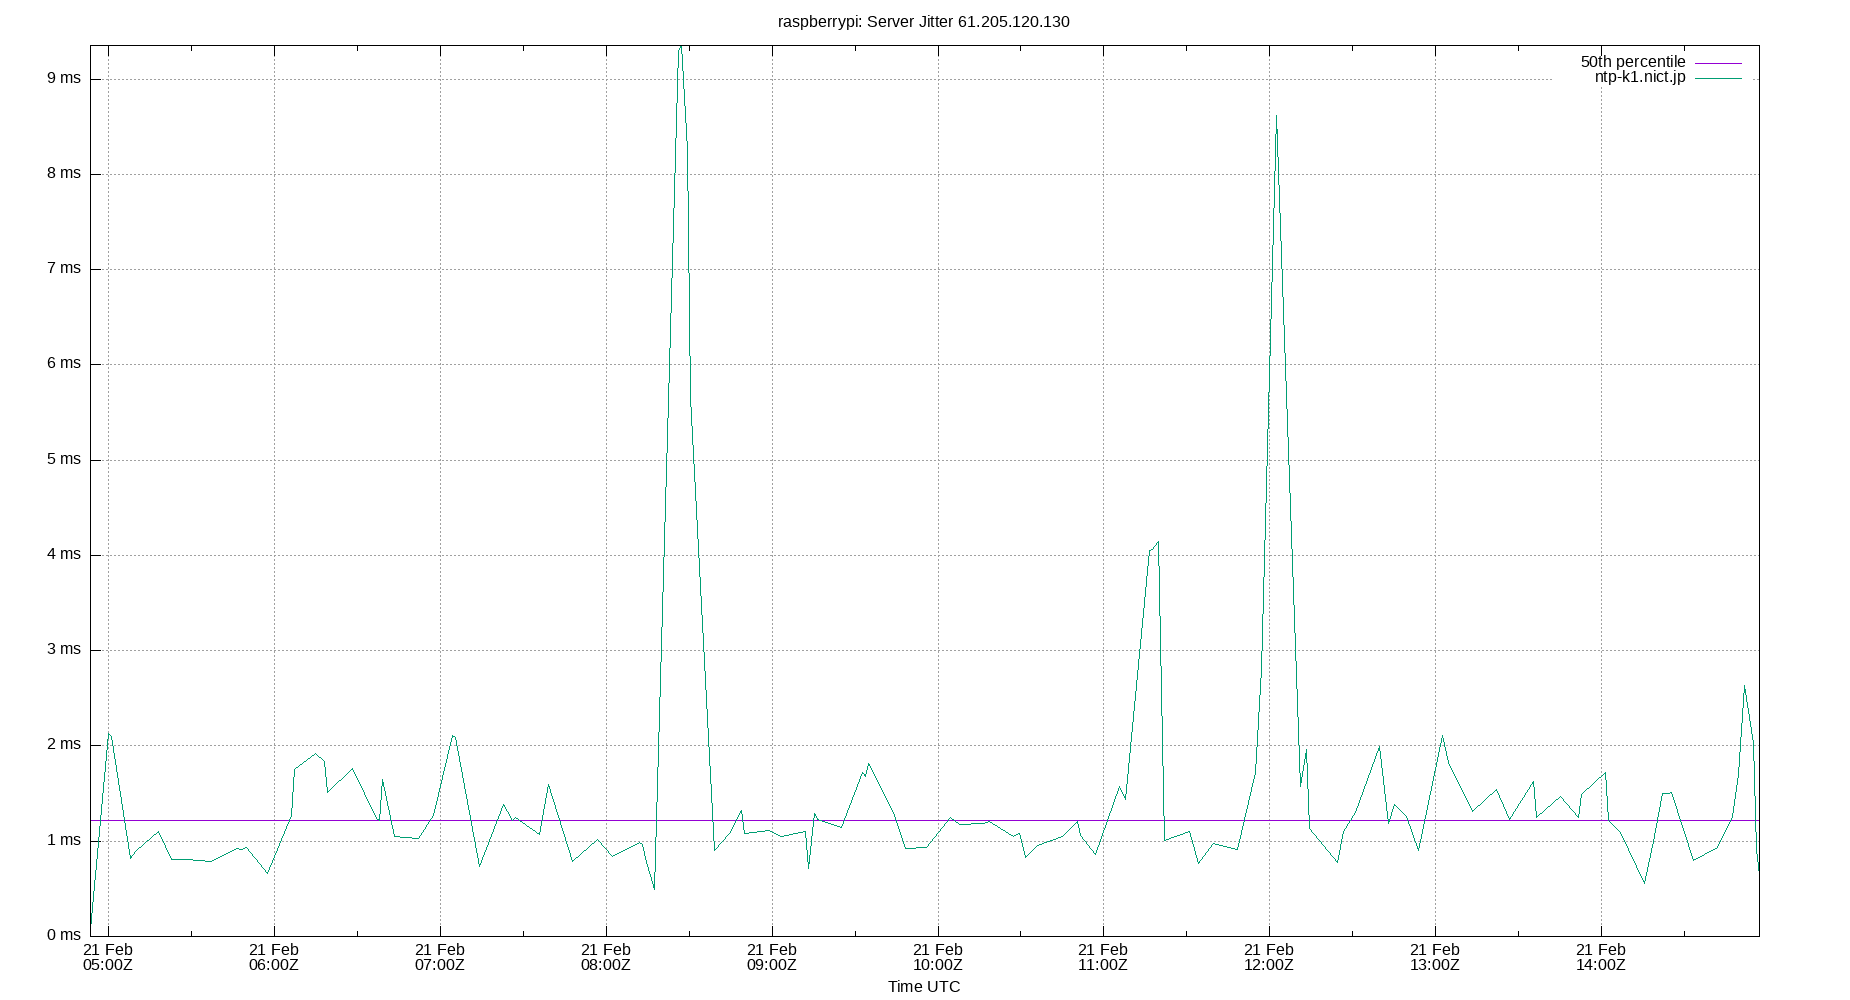 raspberrypi: Server Jitter 61.205.120.130
50th percentile
ntp-k1.nict.jp
9 ms
8 ms
7 ms
6 ms
5 ms
4 ms
3 ms
2 ms
1 ms
0 ms
21 Feb 21 Feb 21 Feb 21 Feb 21 Feb 21 Feb 21 Feb 21 Feb 21 Feb 21 Feb
05:00Z 06:00Z 07:00Z 08:00Z 09:00Z 10:00Z 11:00Z 12:00Z 13:00Z 14:00Z
Time UTC